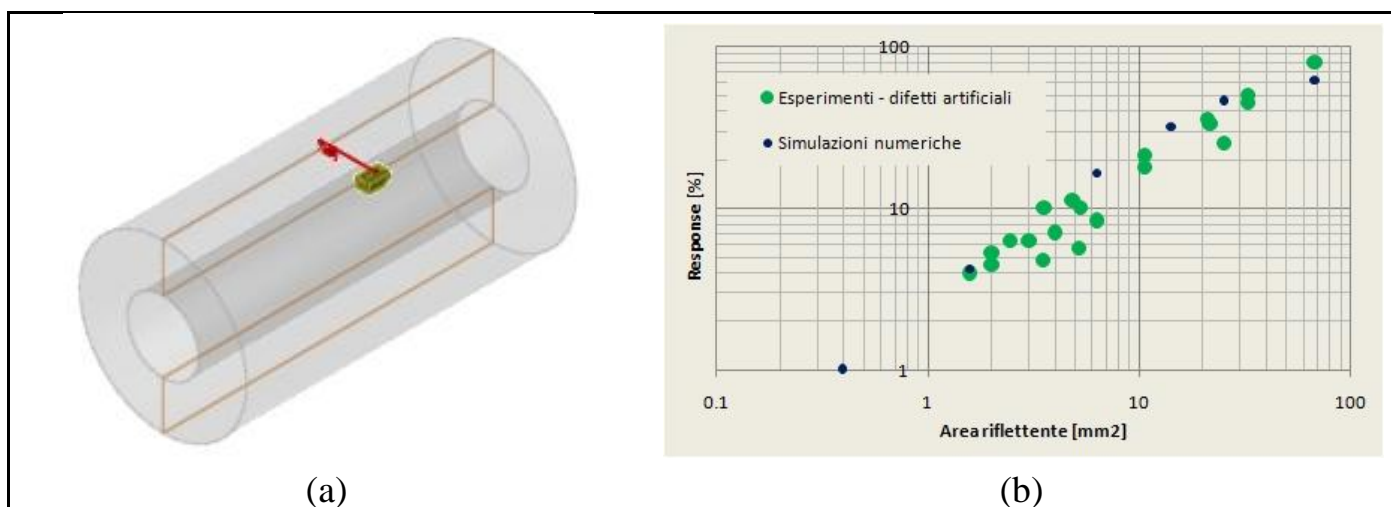 100
Esperimenti - difetti artificiali
Simulazioni numeriche
10
1
Response [%]
0.1 1 10 100
Area riflettente [mm2]
(a) (b)